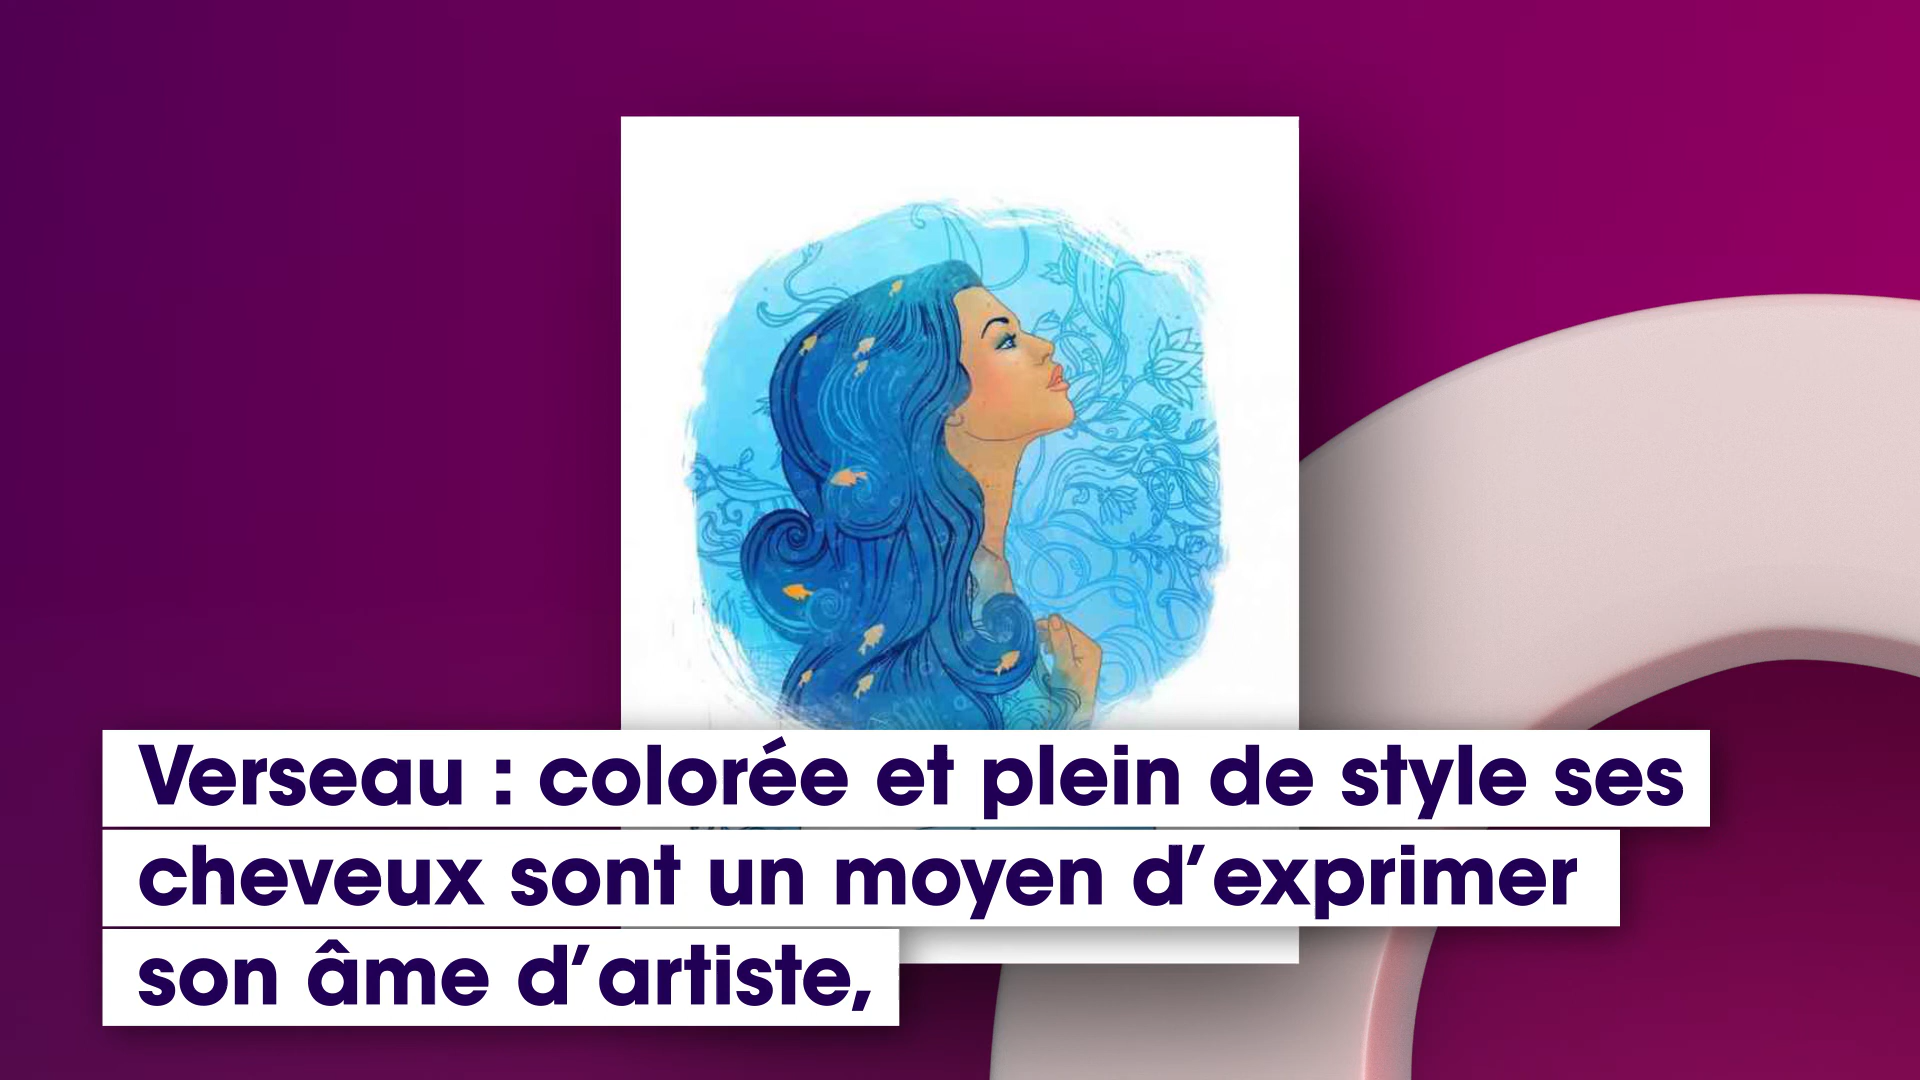 Verseau : colorée et plein de style ses
cheveux sont un moyen d’exprimer
son âme d’artiste,